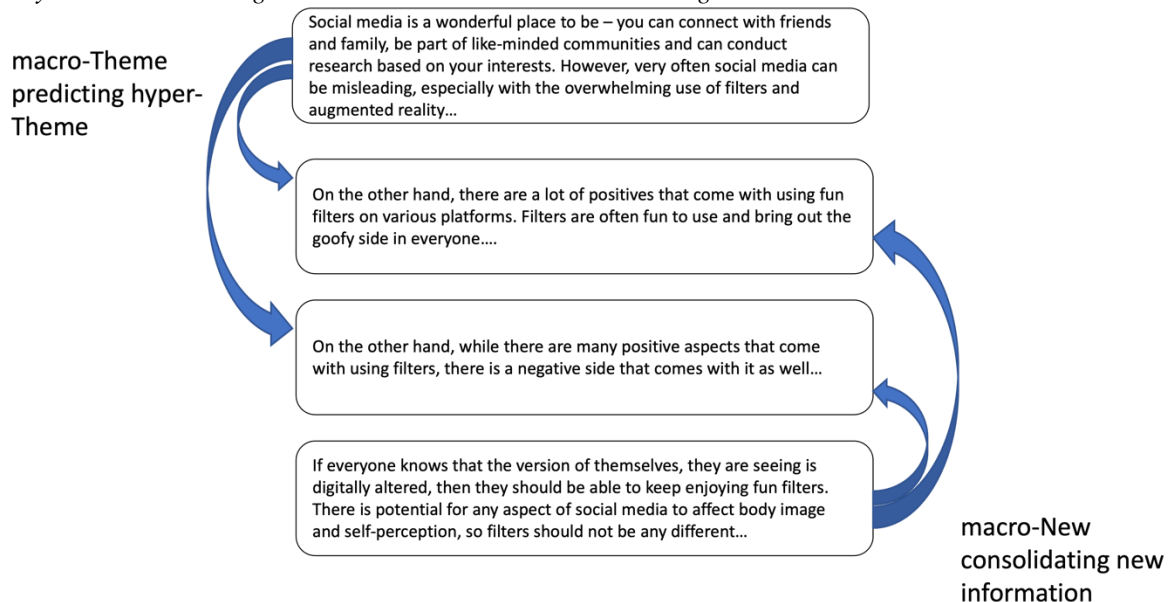 Social media is a wonderful place to be – you can connect with friends
and family, be part of like-minded communities and can conduct
research based on your interests. However, very often social media can
be misleading, especially with the overwhelming use of filters and
augmented reality…
macro-Theme
predicting hyper-
Theme
On the other hand, there are a lot of positives that come with using fun
filters on various platforms. Filters are often fun to use and bring out the
goofy side in everyone….
On the other hand, while there are many positive aspects that come
with using filters, there is a negative side that comes with it as well…
If everyone knows that the version of themselves, they are seeing is
digitally altered, then they should be able to keep enjoying fun filters.
There is potential for any aspect of social media to affect body image
and self-perception, so filters should not be any different…
macro-New
consolidating new
information